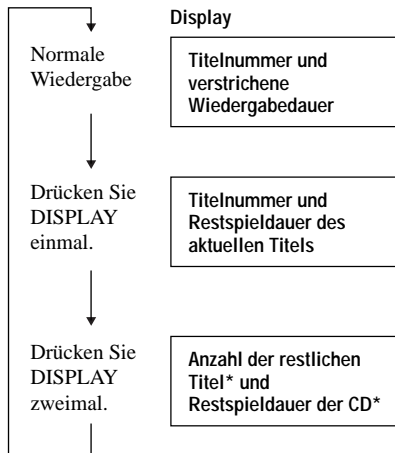 Display
Normale
Wiedergabe
Titelnummer und
verstrichene
Wiedergabedauer
Drücken Sie
DISPLAY
einmal.
Titelnummer und
Restspieldauer des
aktuellen Titels
Drücken Sie
DISPLAY
zweimal.
Anzahl der restlichen
Titel* und
Restspieldauer der CD*